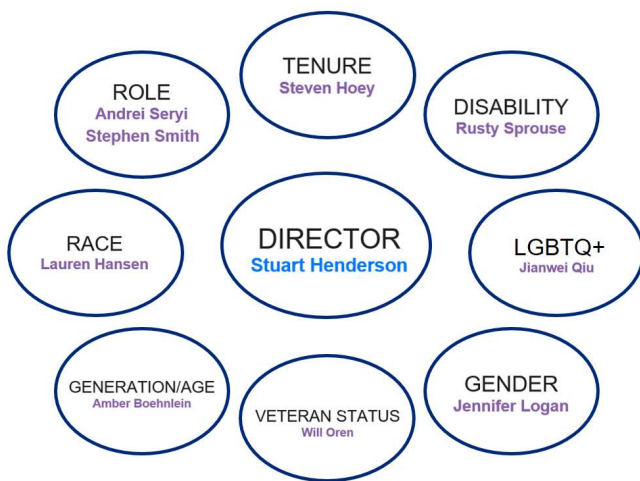 TENURE
Steven Hoey
ROLE
Andrei Seryi
Stephen Smith
DISABILITY
Rusty Sprouse
RACE
Lauren Hansen
DIRECTOR
Stuart Henderson
LGBTQ+
Jianwei Qiu
GENERATION/AGE
Amber Boehnlein
VETERAN STATUS
Will Oren
GENDER
Jennifer Logan